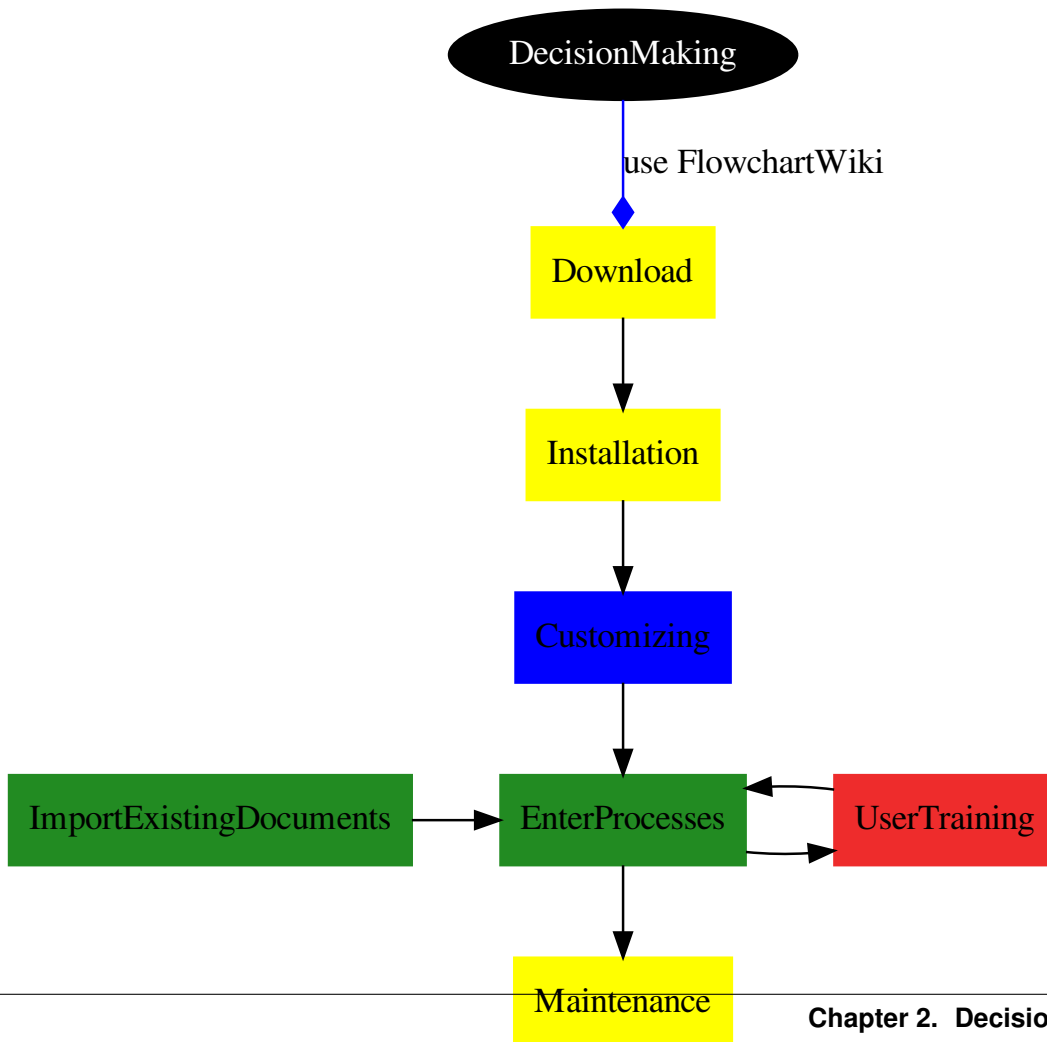 DecisionMaking
use FlowchartWiki
Download
Installation
Customizing
ImportExistingDocuments
EnterProcesses
UserTraining
Maintenance
Chapter 2. Decisio